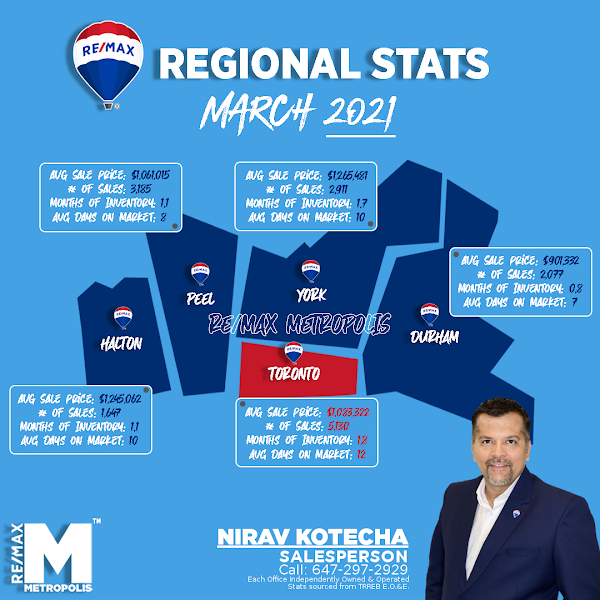 RE/MAX
REGIONAL STATS
MARCH 2021
AVG SALE PRICE: $1,061,015
# OF SALES: 3,185
MONTHS OF INVENTORY: 1,1
AVG DAYS ON MARKET: 8
AVG SALE PRICE: $1,265,481
# OF SALES: 2,911
MONTHS OF INVENTORY: 1,7
AVG DAYS ON MARKET: 10
AVG SALE PRICE: $901,332
# OF SALES: 2,077
MONTHS OF INVENTORY: 0,8
AVG DAYS ON MARKET: 7
PEEL
YORK
RE/MAX METROPOLIS
HALTON
DURHAM
TORONTO
AVG SALE PRICE: $1,245,062
# OF SALES: 1,647
MONTHS OF INVENTORY: 1,1
AVG DAYS ON MARKET: 10
AVG SALE PRICE: $1,023,322
# OF SALES: 5,130
MONTHS OF INVENTORY: 1,8
AVG DAYS ON MARKET: 12
RE/MAX
M™
METROPOLIS
NIRAV KOTECHA
SALESPERSON
Call: 647-297-2929
Each Office Independently Owned & Operated
Stats sourced from TRREB E.O.&E.